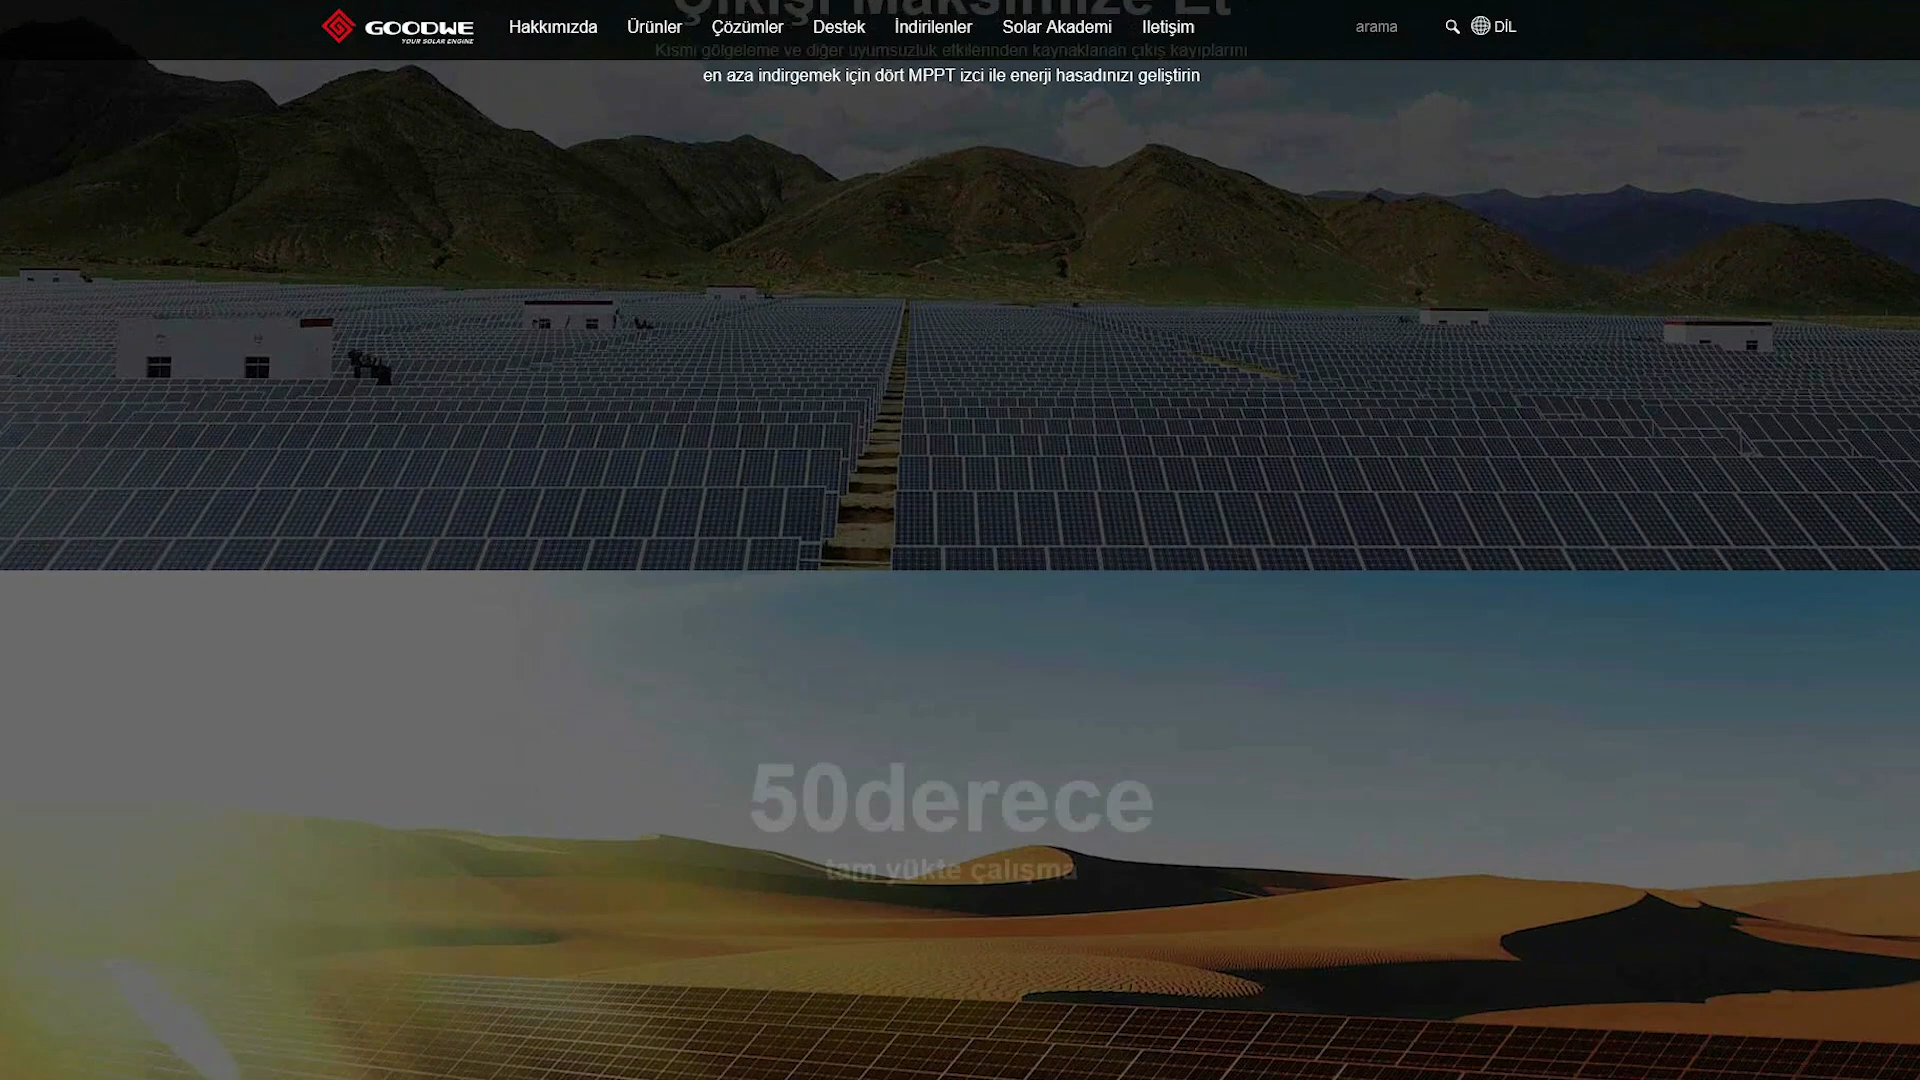 Çıkışı Maksimize Et
GOODWE
YOUR SOLAR ENGINE
Hakkımızda Ürünler Çözümler Destek İndirilenler Solar Akademi Iletişim arama DİL
Kısmi gölgeleme ve diğer uyumsuzluk etkilerinden kaynaklanan çıkış kayıplarını
en aza indirgemek için dört MPPT izci ile enerji hasadınızı geliştirin
50derece
tam yükte çalışma